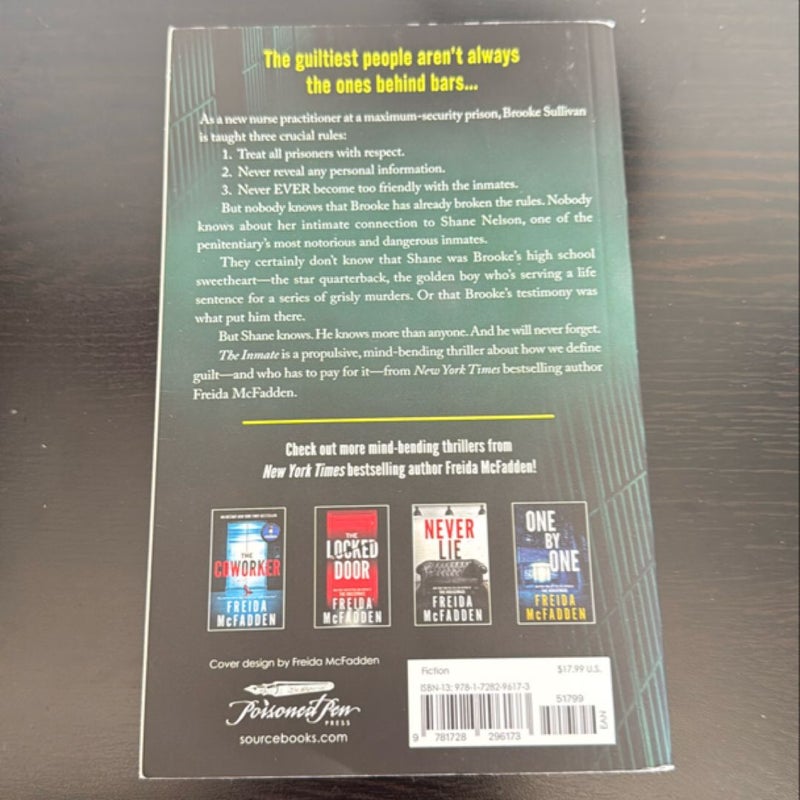 The guiltiest people aren't always
the ones behind bars...
As a new nurse practitioner at a maximum-security prison, Brooke Sullivan
is taught three crucial rules:
1. Treat all prisoners with respect.
2. Never reveal any personal information.
3. Never EVER become too friendly with the inmates.
But nobody knows that Brooke has already broken the rules. Nobody
knows about her intimate connection to Shane Nelson, one of the
penitentiary's most notorious and dangerous inmates.
They certainly don't know that Shane was Brooke's high school
sweetheart—the star quarterback, the golden boy who's serving a life
sentence for a series of grisly murders. Or that Brooke's testimony was
what put him there.
But Shane knows. He knows more than anyone. And he will never forget.
The Inmate is a propulsive, mind-bending thriller about how we define
guilt—and who has to pay for it—from New York Times bestselling author
Freida McFadden.
Check out more mind-bending thrillers from
New York Times bestselling author Freida McFadden!
THE
COWORKER
FREIDA
McFADDEN
THE
LOCKED
DOOR
FREIDA
McFADDEN
NEVER
LIE
FREIDA
McFADDEN
ONE
BY
ONE
FREIDA
McFADDEN
Cover design by Freida McFadden
Poisoned Pen
PRESS
sourcebooks.com
Fiction $17.99 U.S.
ISBN-13: 978-1-7282-9617-3
51799
EAN
9 781728 296173